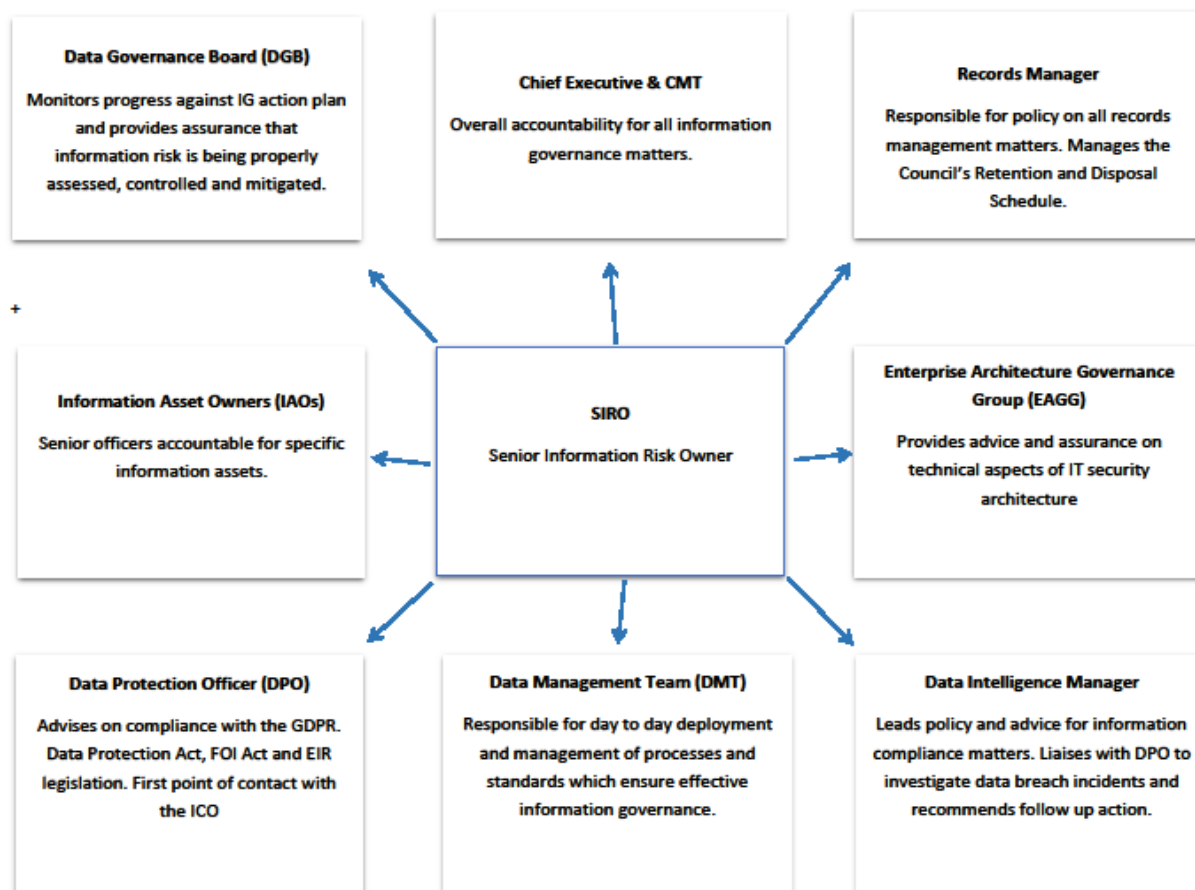 Data Governance Board (DGB)
Monitors progress against IG action plan
and provides assurance that
information risk is being properly
assessed, controlled and mitigated.
Chief Executive & CMT
Overall accountability for all information
governance matters.
Records Manager
Responsible for policy on all records
management matters. Manages the
Council's Retention and Disposal
Schedule.
+
Information Asset Owners (IAOs)
Senior officers accountable for specific
information assets.
SIRO
Senior Information Risk Owner
Enterprise Architecture Governance
Group (EAGG)
Provides advice and assurance on
technical aspects of IT security
architecture
Data Protection Officer (DPO)
Advises on compliance with the GDPR.
Data Protection Act, FOI Act and EIR
legislation. First point of contact with
the ICO
Data Management Team (DMT)
Responsible for day to day deployment
and management of processes and
standards which ensure effective
information governance.
Data Intelligence Manager
Leads policy and advice for information
compliance matters. Liaises with DPO to
investigate data breach incidents and
recommends follow up action.